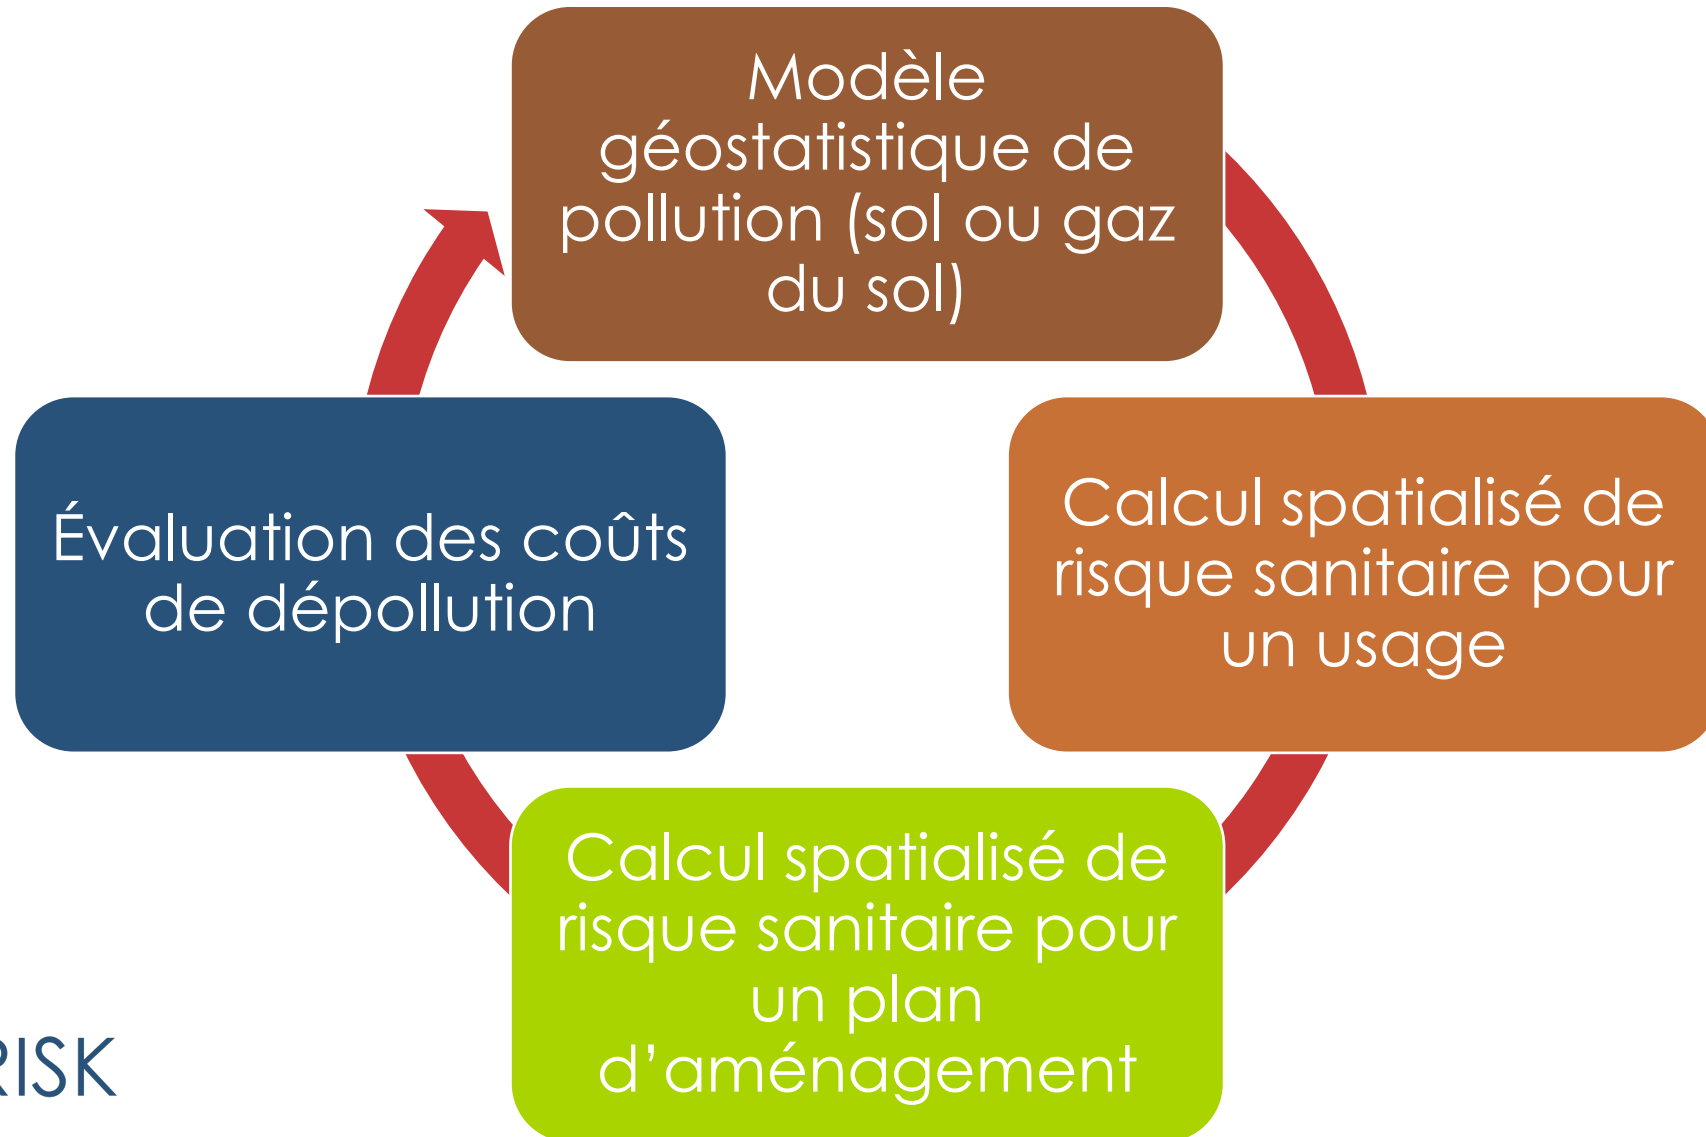 Modèle
géostatistique de
pollution (sol ou gaz
du sol)
Calcul spatialisé de
risque sanitaire pour
un usage
Évaluation des coûts
de dépollution
Calcul spatialisé de
risque sanitaire pour
un plan
d’aménagement
RISK